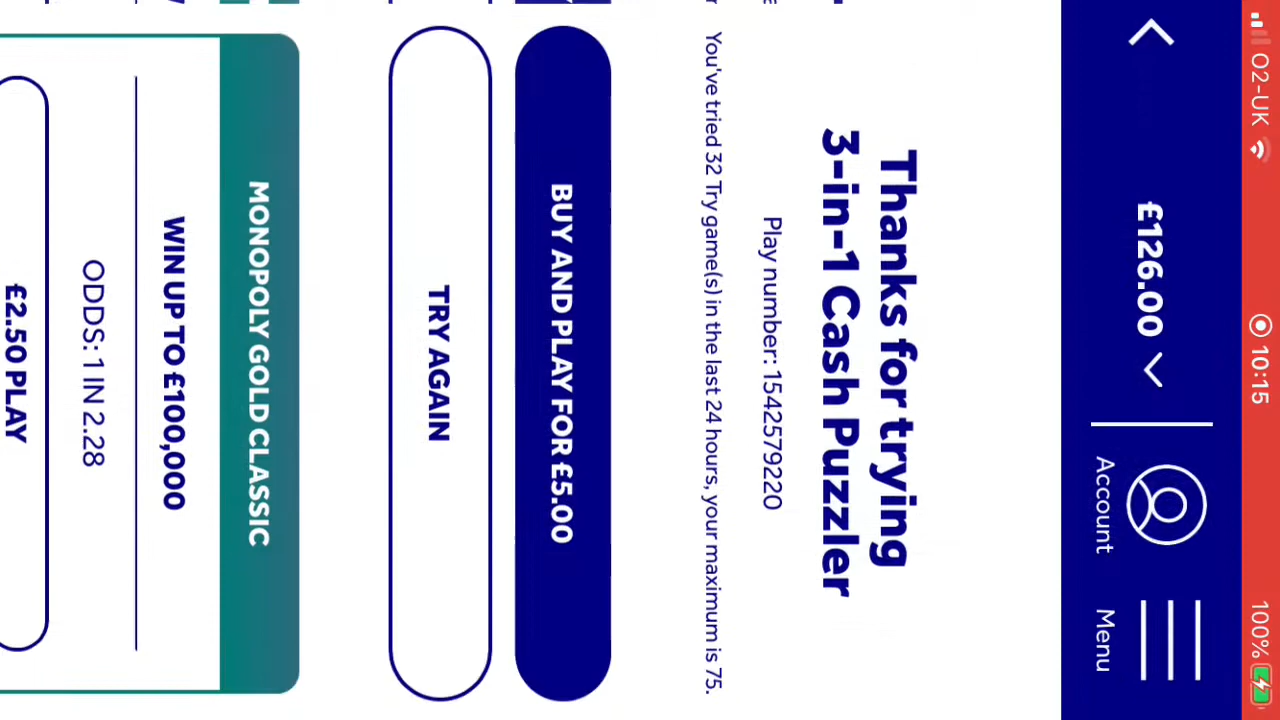 O2-UK 10:15 100%
£126.00
Account
Menu
Thanks for trying
3-in-1 Cash Puzzler
Play number: 1542579220
You've tried 32 Try game(s) in the last 24 hours, your maximum is 75.
BUY AND PLAY FOR £5.00
TRY AGAIN
MONOPOLY GOLD CLASSIC
WIN UP TO £100,000
ODDS: 1 IN 2.28
£2.50 PLAY